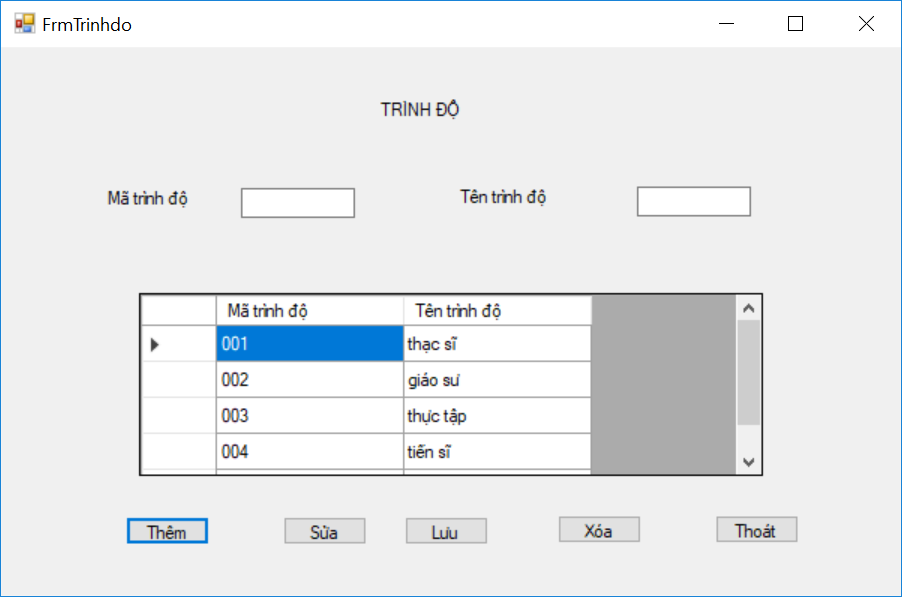 FrmTrinhdo
TRÌNH ĐỘ
Mã trình độ Tên trình độ
Mã trình độ Tên trình độ
001 thạc sĩ
002 giáo sư
003 thực tập
004 tiến sĩ
Thêm Sửa Lưu Xóa Thoát